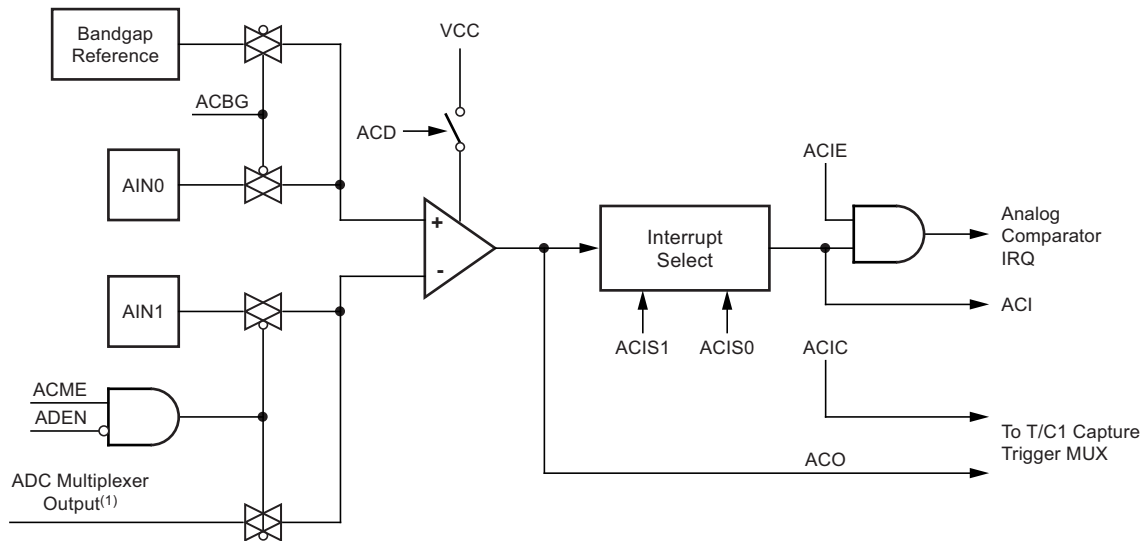 Bandgap
Reference
VCC
ACBG
ACD
AIN0
ACIE
+
Interrupt
Select
Analog
Comparator
IRQ
-
AIN1
ACI
ACIS1
ACIS0
ACIC
ACME
ADEN
To T/C1 Capture
Trigger MUX
ACO
ADC Multiplexer
Output(1)